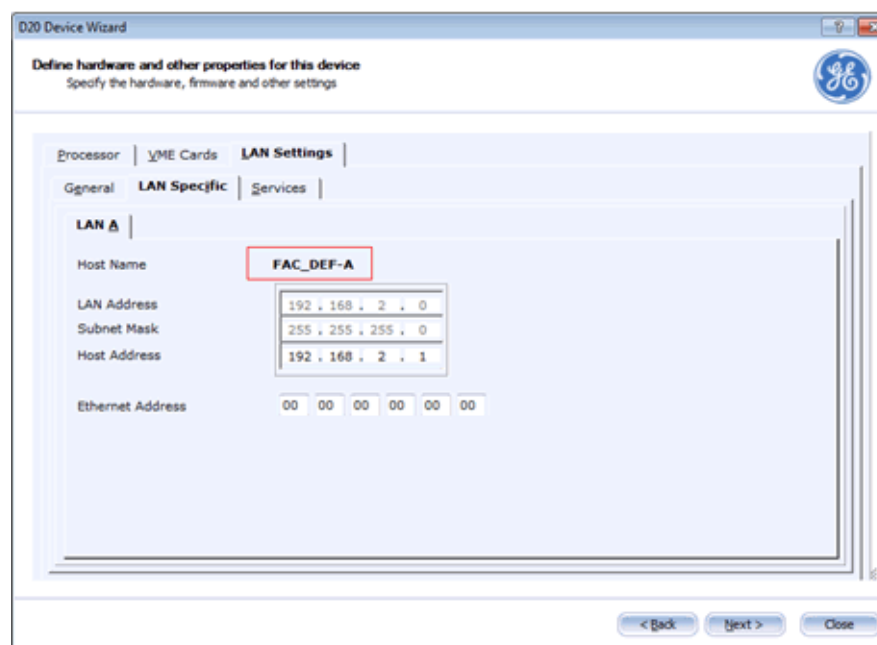 D20 Device Wizard
Define hardware and other properties for this device
Specify the hardware, firmware and other settings
GE
Processor VME Cards LAN Settings
General LAN Specific Services
LAN A
Host Name FAC_DEF-A
LAN Address 192 . 168 . 2 . 0
Subnet Mask 255 . 255 . 255 . 0
Host Address 192 . 168 . 2 . 1
Ethernet Address 00 00 00 00 00 00
< Back Next > Close